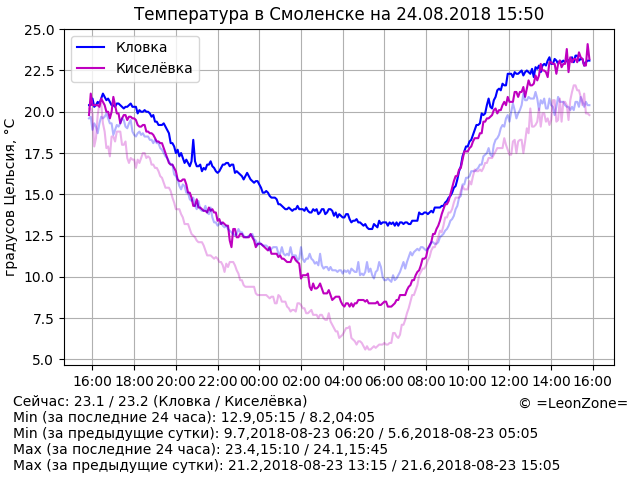 Температура в Смоленске на 24.08.2018 15:50
25.0
22.5
20.0
17.5
15.0
12.5
10.0
7.5
5.0
градусов Цельсия, °C
Кловка
Киселёвка
16:00 18:00 20:00 22:00 00:00 02:00 04:00 06:00 08:00 10:00 12:00 14:00 16:00
© =LeonZone=
Сейчас: 23.1 / 23.2 (Кловка / Киселёвка)
Min (за последние 24 часа): 12.9,05:15 / 8.2,04:05
Min (за предыдущие сутки): 9.7,2018-08-23 06:20 / 5.6,2018-08-23 05:05
Max (за последние 24 часа): 23.4,15:10 / 24.1,15:45
Max (за предыдущие сутки): 21.2,2018-08-23 13:15 / 21.6,2018-08-23 15:05